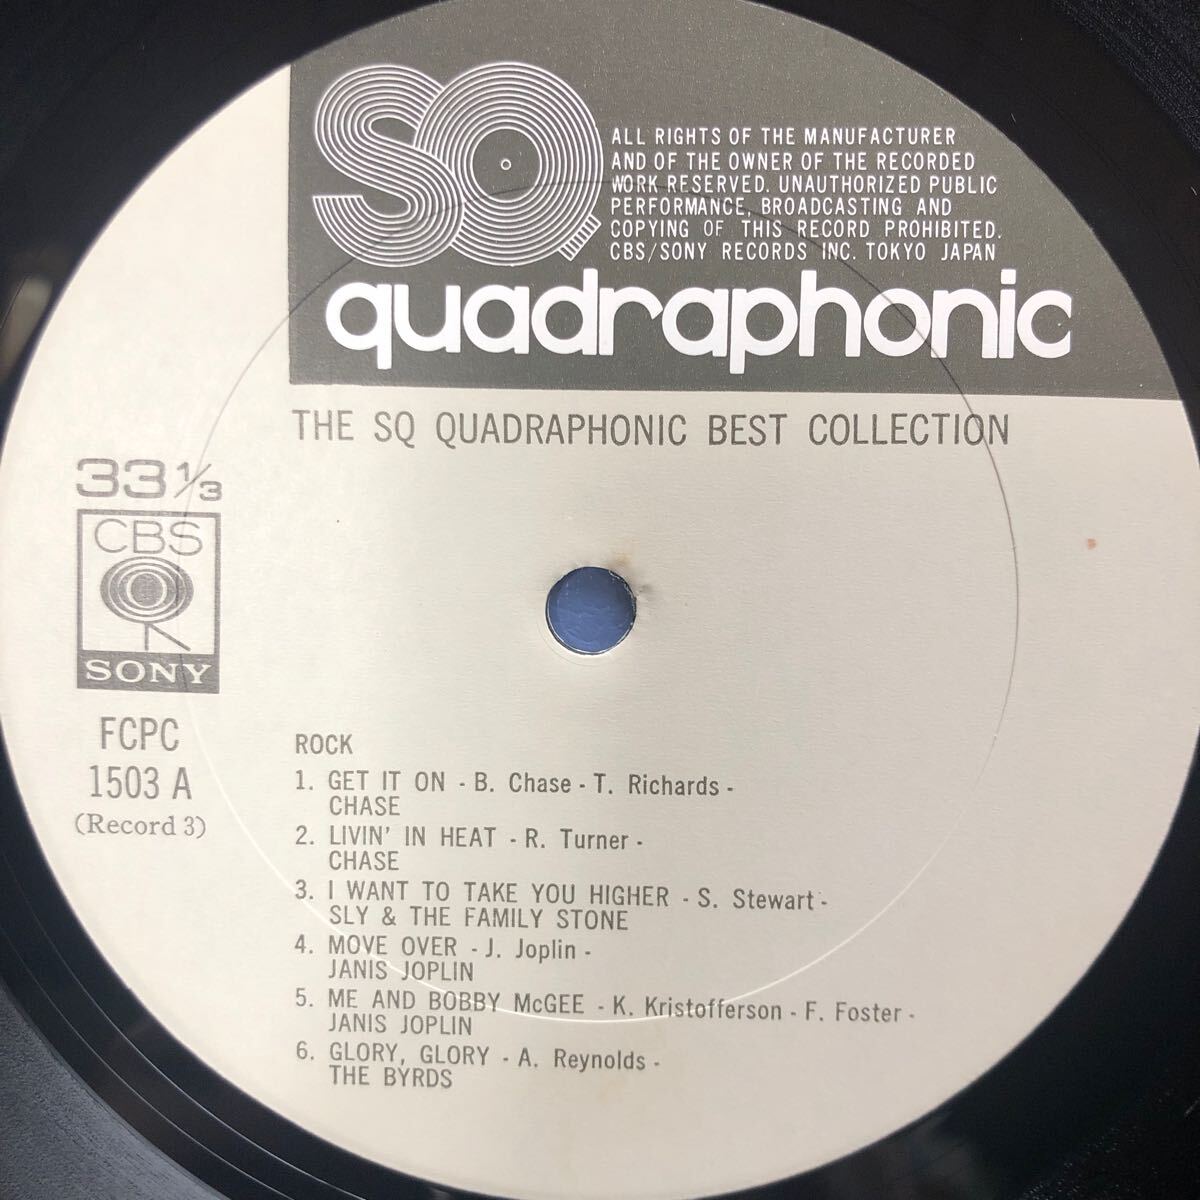 SQ
ALL RIGHTS OF THE MANUFACTURER
AND OF THE OWNER OF THE RECORDED
WORK RESERVED. UNAUTHORIZED PUBLIC
PERFORMANCE, BROADCASTING AND
COPYING OF THIS RECORD PROHIBITED.
CBS/SONY RECORDS INC. TOKYO JAPAN
quadraphonic
THE SQ QUADRAPHONIC BEST COLLECTION
33 1/3
CBS
SONY
FCPC
1503 A
(Record 3)
ROCK
1. GET IT ON - B. Chase - T. Richards -
CHASE
2. LIVIN' IN HEAT - R. Turner -
CHASE
3. I WANT TO TAKE YOU HIGHER - S. Stewart -
SLY & THE FAMILY STONE
4. MOVE OVER - J. Joplin -
JANIS JOPLIN
5. ME AND BOBBY McGEE - K. Kristofferson - F. Foster -
JANIS JOPLIN
6. GLORY, GLORY - A. Reynolds -
THE BYRDS